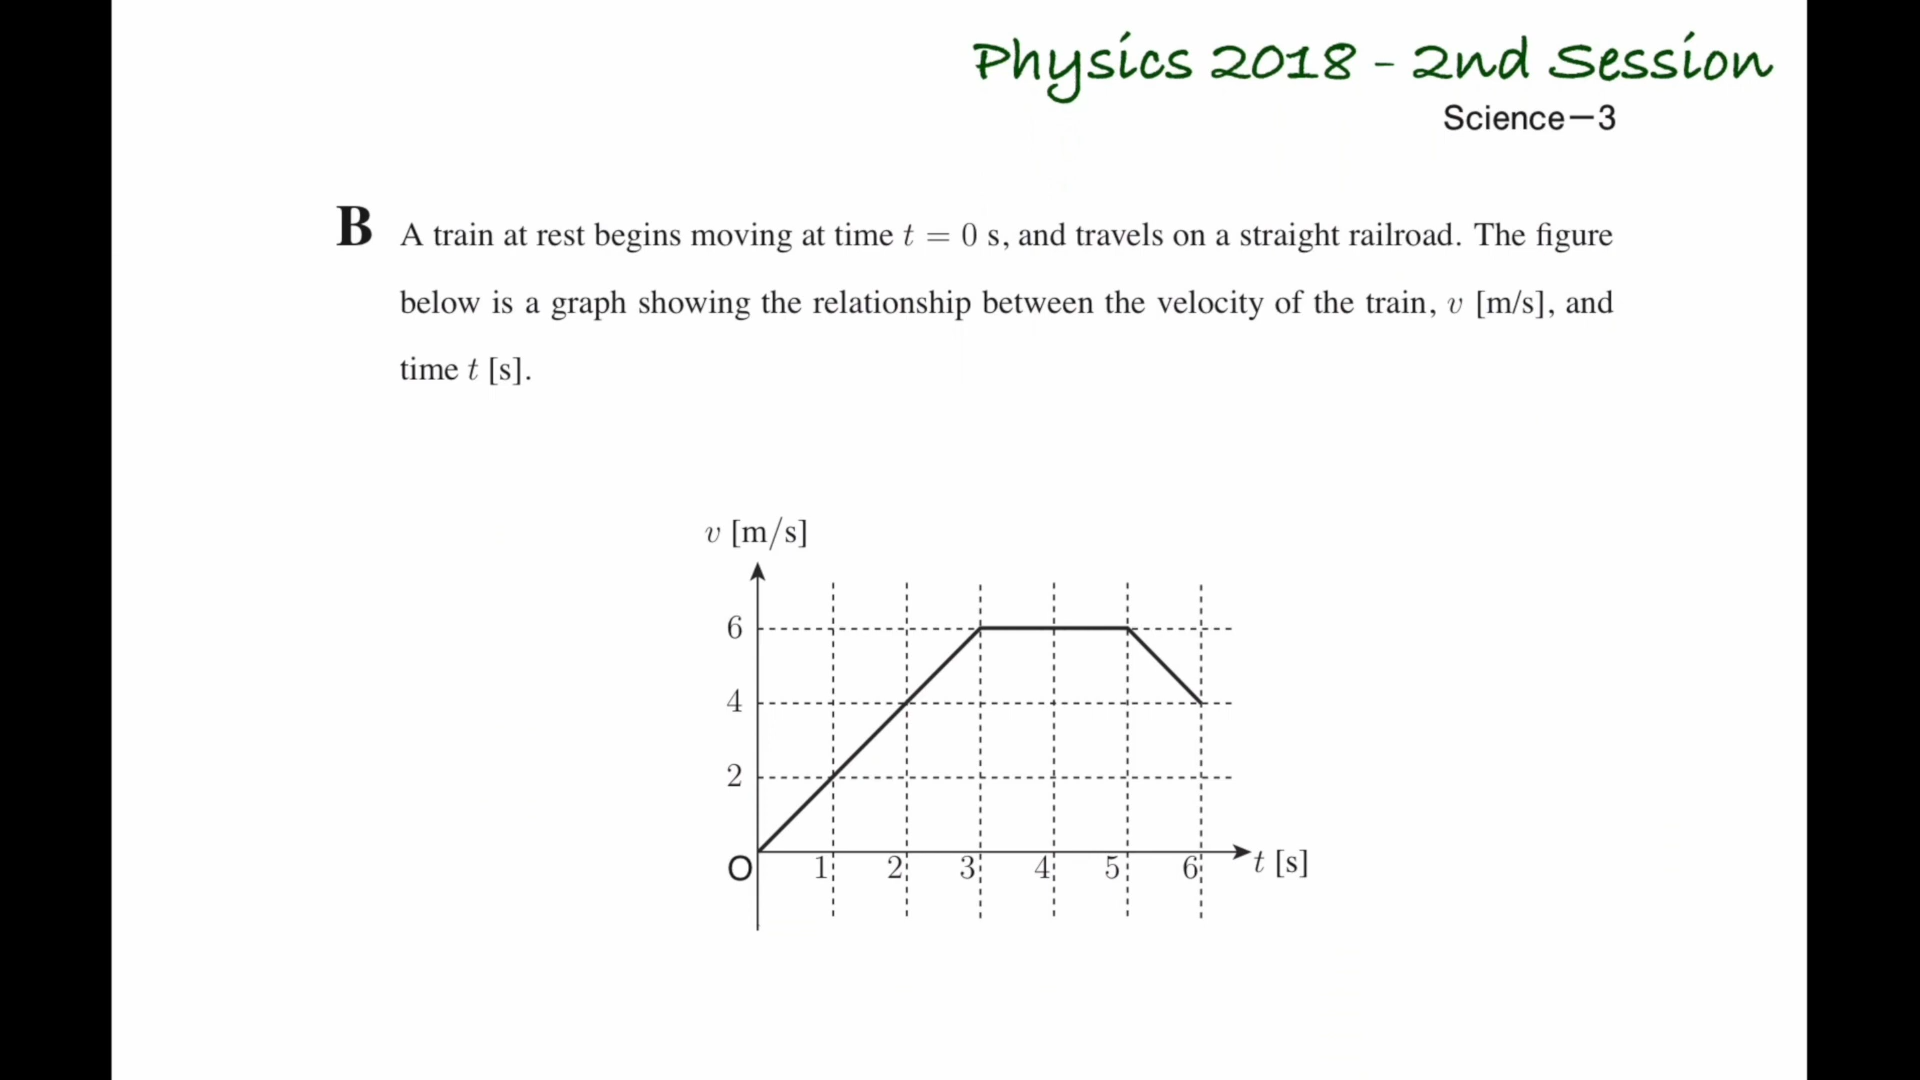 Physics 2018 - 2nd Session
Science—3
B A train at rest begins moving at time t = 0 s, and travels on a straight railroad. The figure
below is a graph showing the relationship between the velocity of the train, v [m/s], and
time t [s].
v [m/s]
6
4
2
O 1 2 3 4 5 6 t [s]